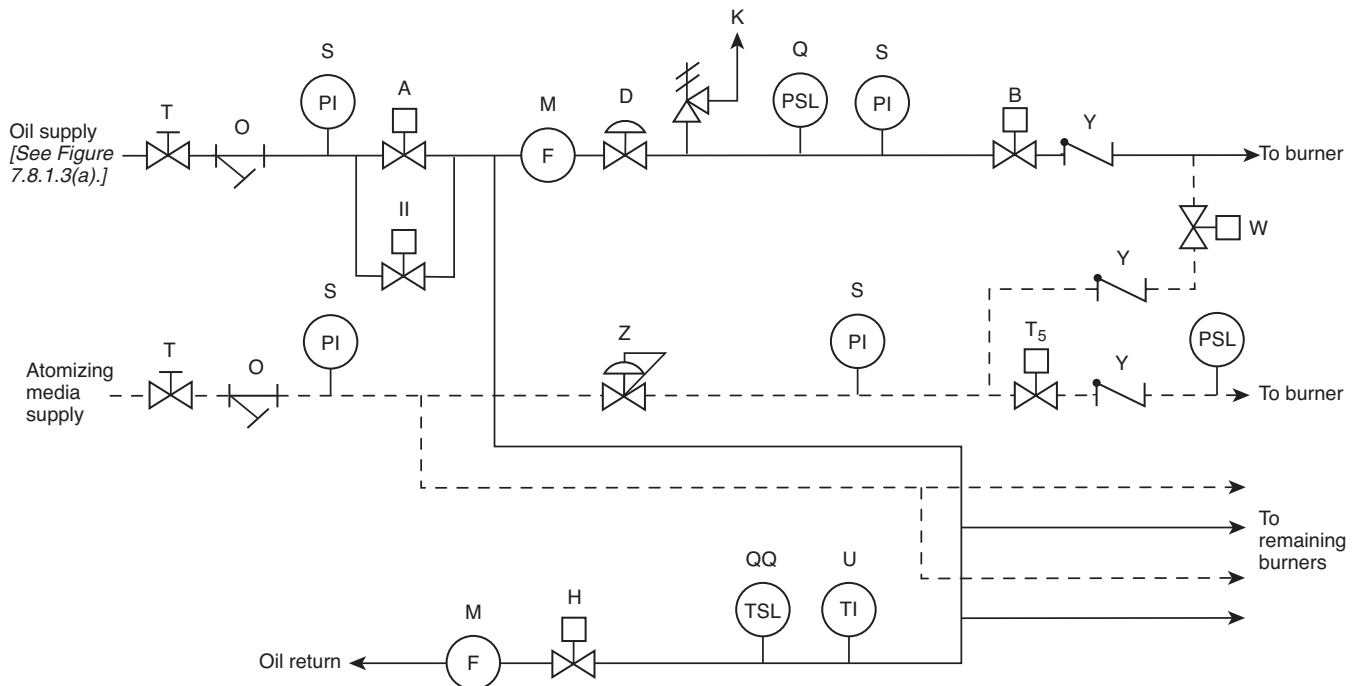 K
S
A
Q
S
M
D
B
T
O
PI
PSL
PI
Y
Oil supply
[See Figure
7.8.1.3(a).]
F
To burner
II
W
Y
S
S
T5
Z
PSL
T
O
PI
PI
Y
Atomizing
media
supply
To burner
To
remaining
burners
QQ
U
M
H
TSL
TI
Oil return
F